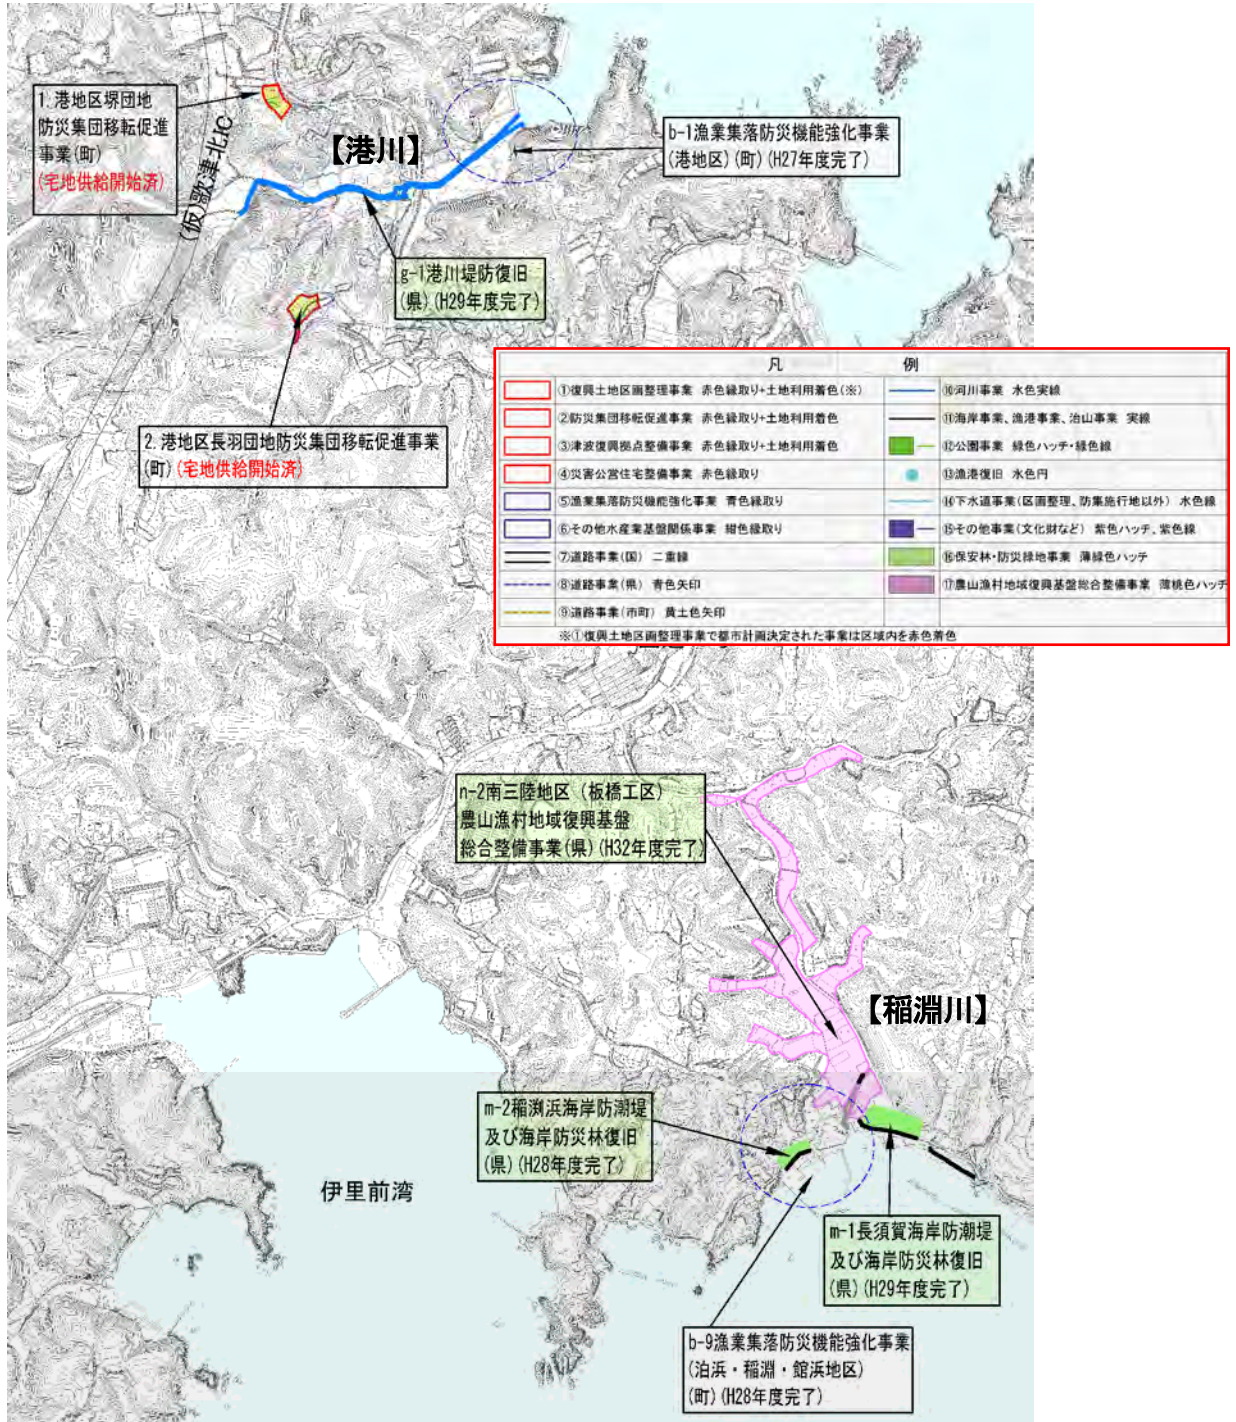 1. 港地区堺団地
防災集団移転促進
事業(町)
(宅地供給開始済)
(仮)歌津北IC
【港川】
b-1漁業集落防災機能強化事業
(港地区)(町)(H27年度完了)
g-1港川堤防復旧
(県)(H29年度完了)
2. 港地区長羽団地防災集団移転促進事業
(町)(宅地供給開始済)
凡 例
①復興土地区画整理事業 赤色縁取り+土地利用着色(※)
②防災集団移転促進事業 赤色縁取り+土地利用着色
③津波復興拠点整備事業 赤色縁取り+土地利用着色
④災害公営住宅整備事業 赤色縁取り
⑤漁業集落防災機能強化事業 青色縁取り
⑥その他水産業基盤関係事業 紺色縁取り
⑦道路事業(国) 二重線
⑧道路事業(県) 青色矢印
⑨道路事業(市町) 黄土色矢印
⑩河川事業 水色実線
⑪海岸事業、漁港事業、治山事業 実線
⑫公園事業 緑色ハッチ・緑色線
⑬漁港復旧 水色円
⑭下水道事業(区画整理、防集施行地以外) 水色線
⑮その他事業(文化財など) 紫色ハッチ、紫色線
⑯保安林・防災緑地事業 薄緑色ハッチ
⑰農山漁村地域復興基盤総合整備事業 薄桃色ハッチ
※①復興土地区画整理事業で都市計画決定された事業は区域内を赤色着色
n-2南三陸地区（板橋工区）
農山漁村地域復興基盤
総合整備事業(県)(H32年度完了)
【稲淵川】
m-2稲渕浜海岸防潮堤
及び海岸防災林復旧
(県)(H28年度完了)
伊里前湾
m-1長須賀海岸防潮堤
及び海岸防災林復旧
(県)(H29年度完了)
b-9漁業集落防災機能強化事業
(泊浜・稲淵・館浜地区)
(町)(H28年度完了)